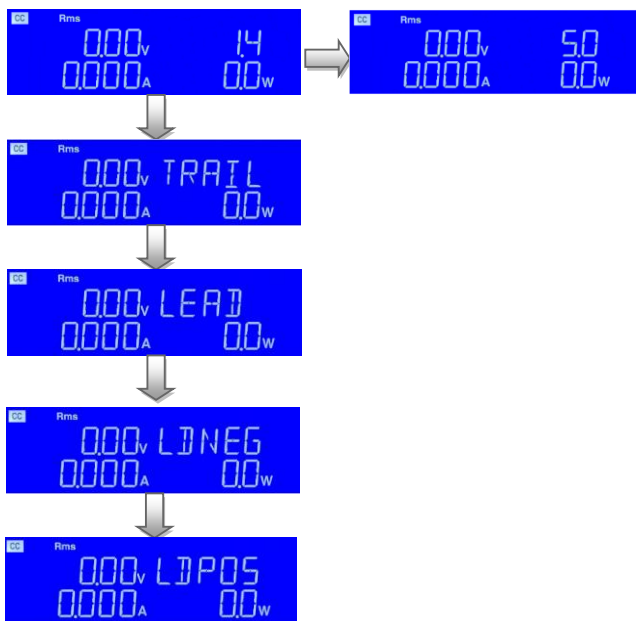 CC Rms
0.00V 1.4
0.000A 0.0W
CC Rms
0.00V 5.0
0.000A 0.0W
CC Rms
0.00V TRAIL
0.000A 0.0W
CC Rms
0.00V LEAD
0.000A 0.0W
CC Rms
0.00V LDNEG
0.000A 0.0W
CC Rms
0.00V LDPOS
0.000A 0.0W